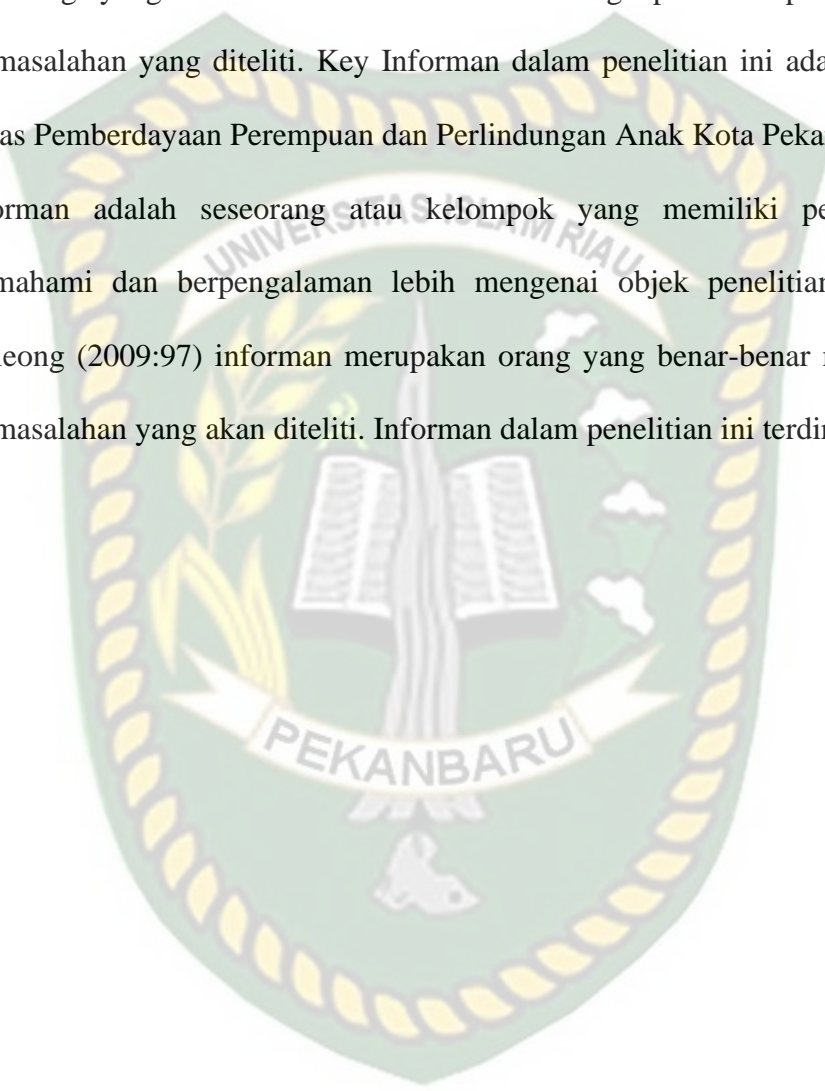 masalahan yang diteliti. Key Informan dalam penelitian ini ada
as Pemberdayaan Perempuan dan Perlindungan Anak Kota Peka
orman adalah seseorang atau kelompok yang memiliki pe
UNIVERSITAS ISLAM RIAU
mahami dan berpengalaman lebih mengenai objek penelitian
leong (2009:97) informan merupakan orang yang benar-benar
masalahan yang akan diteliti. Informan dalam penelitian ini terdir
PEKANBARU